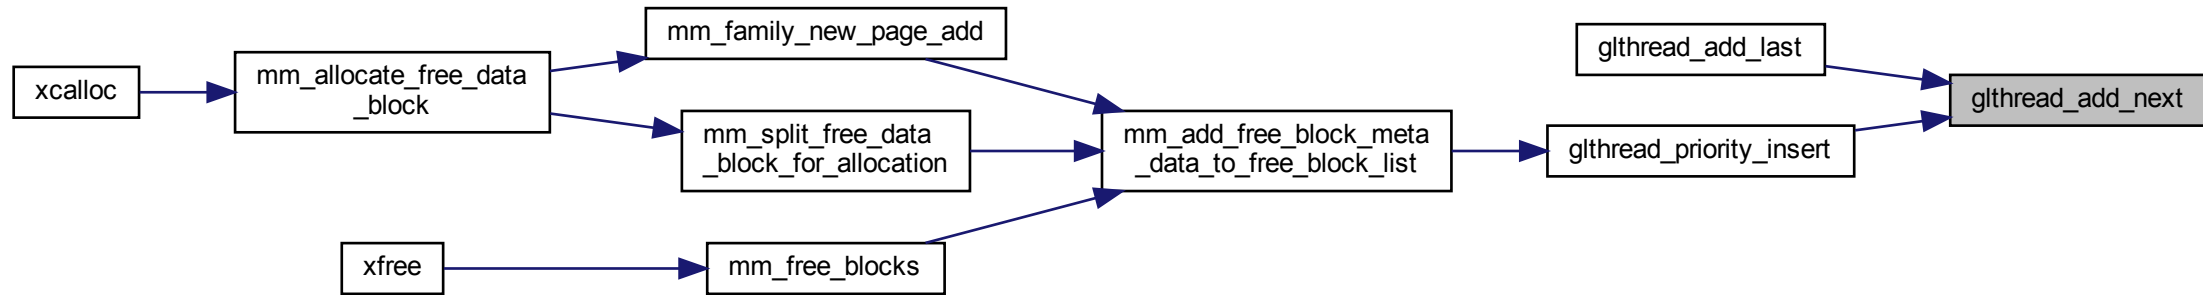 xcalloc
mm_allocate_free_data
_block
mm_family_new_page_add
mm_split_free_data
_block_for_allocation
xfree
mm_free_blocks
mm_add_free_block_meta
_data_to_free_block_list
glthread_add_last
glthread_priority_insert
glthread_add_next